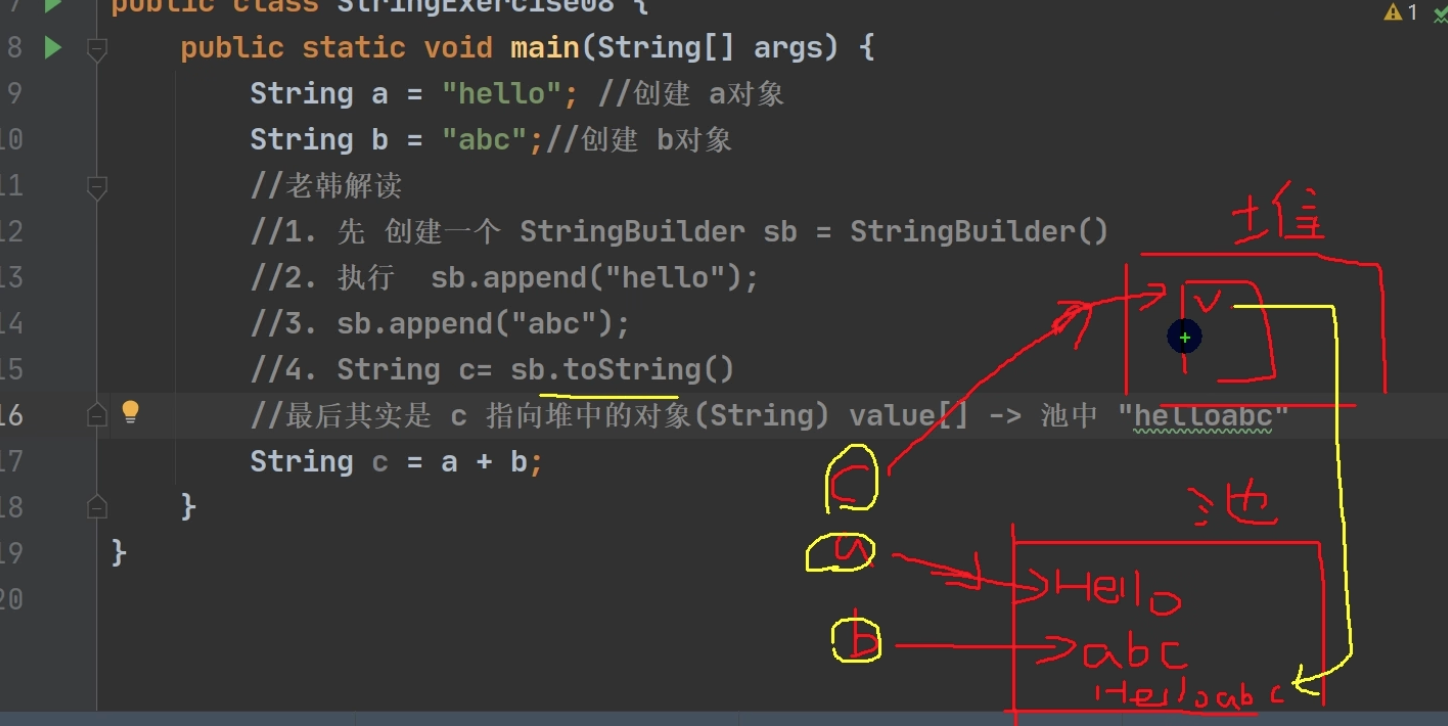 7 public class StringExercise08 {
8 public static void main(String[] args) {
9 String a = "hello"; //创建 a对象
10 String b = "abc";//创建 b对象
11 //老韩解读
12 //1. 先 创建一个 StringBuilder sb = StringBuilder()
13 //2. 执行  sb.append("hello");
14 //3. sb.append("abc");
15 //4. String c= sb.toString()
16 //最后其实是 c 指向堆中的对象(String) value[] -> 池中 "helloabc"
17 String c = a + b;
18 }
19 }
20
1
堆
V
c
池
a
Hello
b
abc
Helloabc